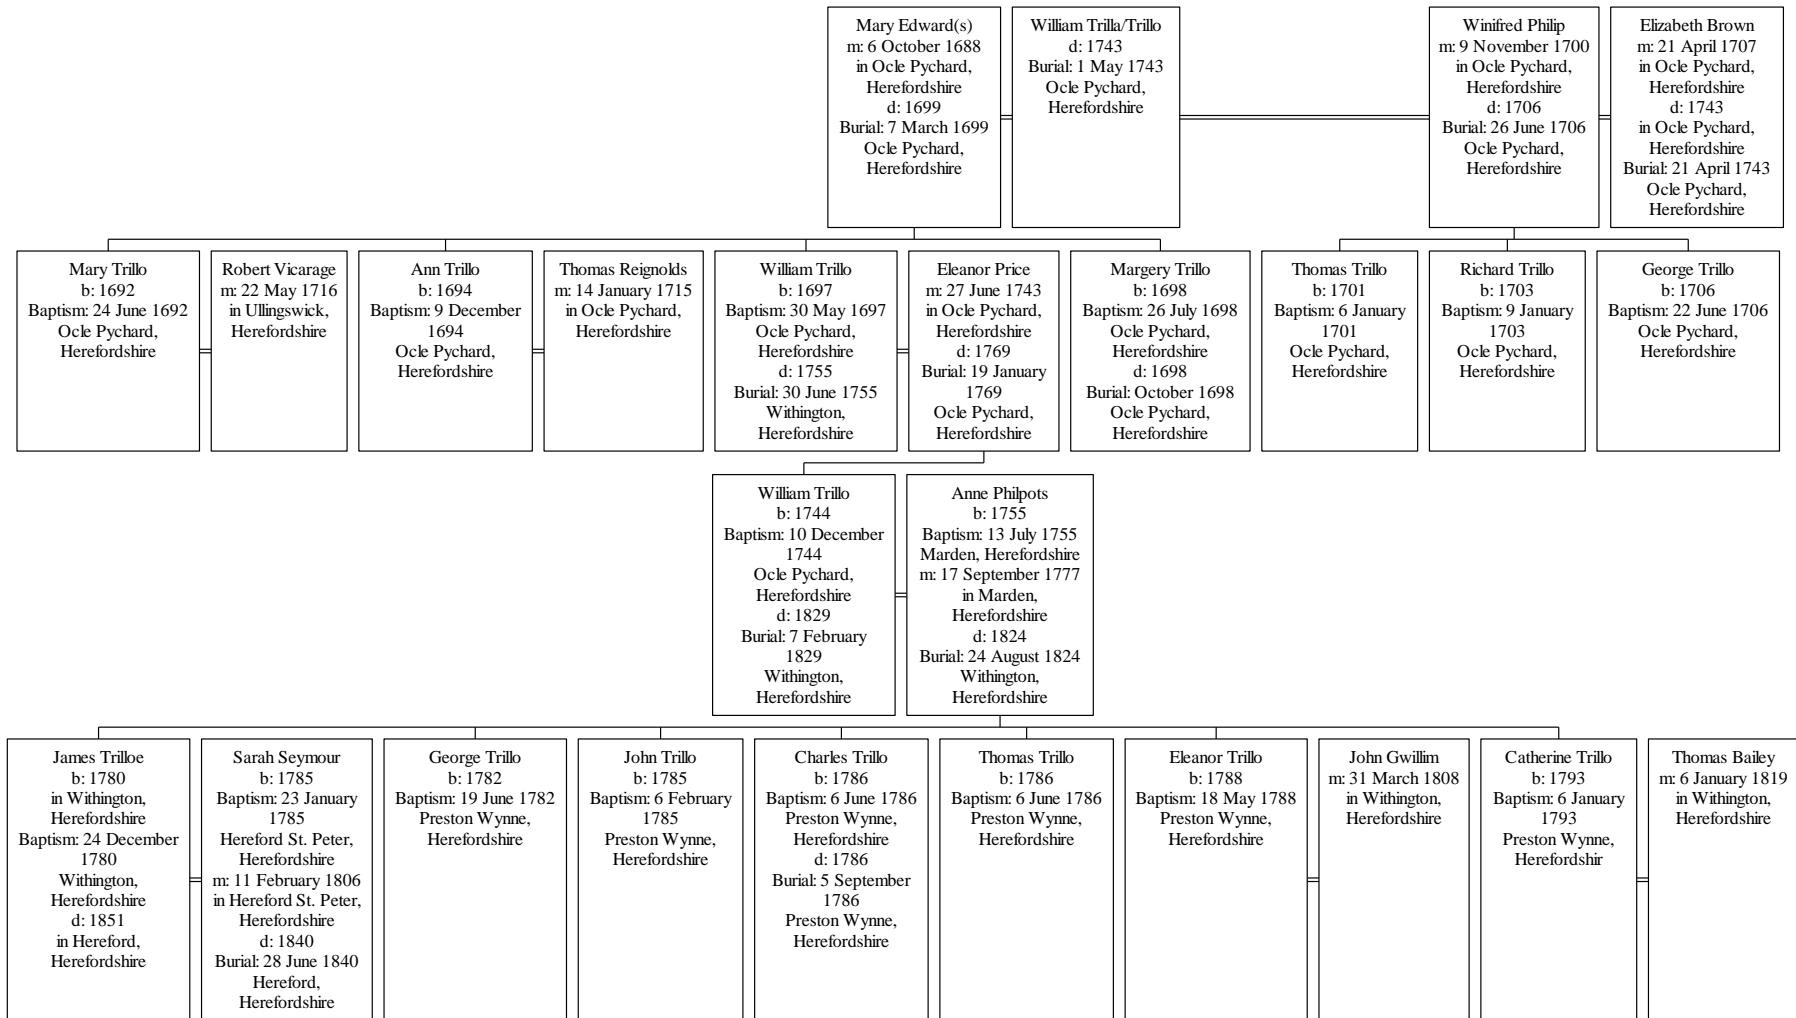 Mary Edward(s)
m: 6 October 1688
in Ocle Pychard,
Herefordshire
d: 1699
Burial: 7 March 1699
Ocle Pychard,
Herefordshire
William Trilla/Trillo
d: 1743
Burial: 1 May 1743
Ocle Pychard,
Herefordshire
Winifred Philip
m: 9 November 1700
in Ocle Pychard,
Herefordshire
d: 1706
Burial: 26 June 1706
Ocle Pychard,
Herefordshire
Elizabeth Brown
m: 21 April 1707
in Ocle Pychard,
Herefordshire
d: 1743
in Ocle Pychard,
Herefordshire
Burial: 21 April 1743
Ocle Pychard,
Herefordshire
Mary Trillo
b: 1692
Baptism: 24 June 1692
Ocle Pychard,
Herefordshire
Robert Vicarage
m: 22 May 1716
in Ullingswick,
Herefordshire
Ann Trillo
b: 1694
Baptism: 9 December
1694
Ocle Pychard,
Herefordshire
Thomas Reignolds
m: 14 January 1715
in Ocle Pychard,
Herefordshire
William Trillo
b: 1697
Baptism: 30 May 1697
Ocle Pychard,
Herefordshire
d: 1755
Burial: 30 June 1755
Withington,
Herefordshire
Eleanor Price
m: 27 June 1743
in Ocle Pychard,
Herefordshire
d: 1769
Burial: 19 January
1769
Ocle Pychard,
Herefordshire
Margery Trillo
b: 1698
Baptism: 26 July 1698
Ocle Pychard,
Herefordshire
d: 1698
Burial: October 1698
Ocle Pychard,
Herefordshire
Thomas Trillo
b: 1701
Baptism: 6 January
1701
Ocle Pychard,
Herefordshire
Richard Trillo
b: 1703
Baptism: 9 January
1703
Ocle Pychard,
Herefordshire
George Trillo
b: 1706
Baptism: 22 June 1706
Ocle Pychard,
Herefordshire
William Trillo
b: 1744
Baptism: 10 December
1744
Ocle Pychard,
Herefordshire
d: 1829
Burial: 7 February
1829
Withington,
Herefordshire
Anne Philpots
b: 1755
Baptism: 13 July 1755
Marden, Herefordshire
m: 17 September 1777
in Marden,
Herefordshire
d: 1824
Burial: 24 August 1824
Withington,
Herefordshire
James Trilloe
b: 1780
in Withington,
Herefordshire
Baptism: 24 December
1780
Withington,
Herefordshire
d: 1851
in Hereford,
Herefordshire
Sarah Seymour
b: 1785
Baptism: 23 January
1785
Hereford St. Peter,
Herefordshire
m: 11 February 1806
in Hereford St. Peter,
Herefordshire
d: 1840
Burial: 28 June 1840
Hereford,
Herefordshire
George Trillo
b: 1782
Baptism: 19 June 1782
Preston Wynne,
Herefordshire
John Trillo
b: 1785
Baptism: 6 February
1785
Preston Wynne,
Herefordshire
Charles Trillo
b: 1786
Baptism: 6 June 1786
Preston Wynne,
Herefordshire
d: 1786
Burial: 5 September
1786
Preston Wynne,
Herefordshire
Thomas Trillo
b: 1786
Baptism: 6 June 1786
Preston Wynne,
Herefordshire
Eleanor Trillo
b: 1788
Baptism: 18 May 1788
Preston Wynne,
Herefordshire
John Gwillim
m: 31 March 1808
in Withington,
Herefordshire
Catherine Trillo
b: 1793
Baptism: 6 January
1793
Preston Wynne,
Herefordshir
Thomas Bailey
m: 6 January 1819
in Withington,
Herefordshire